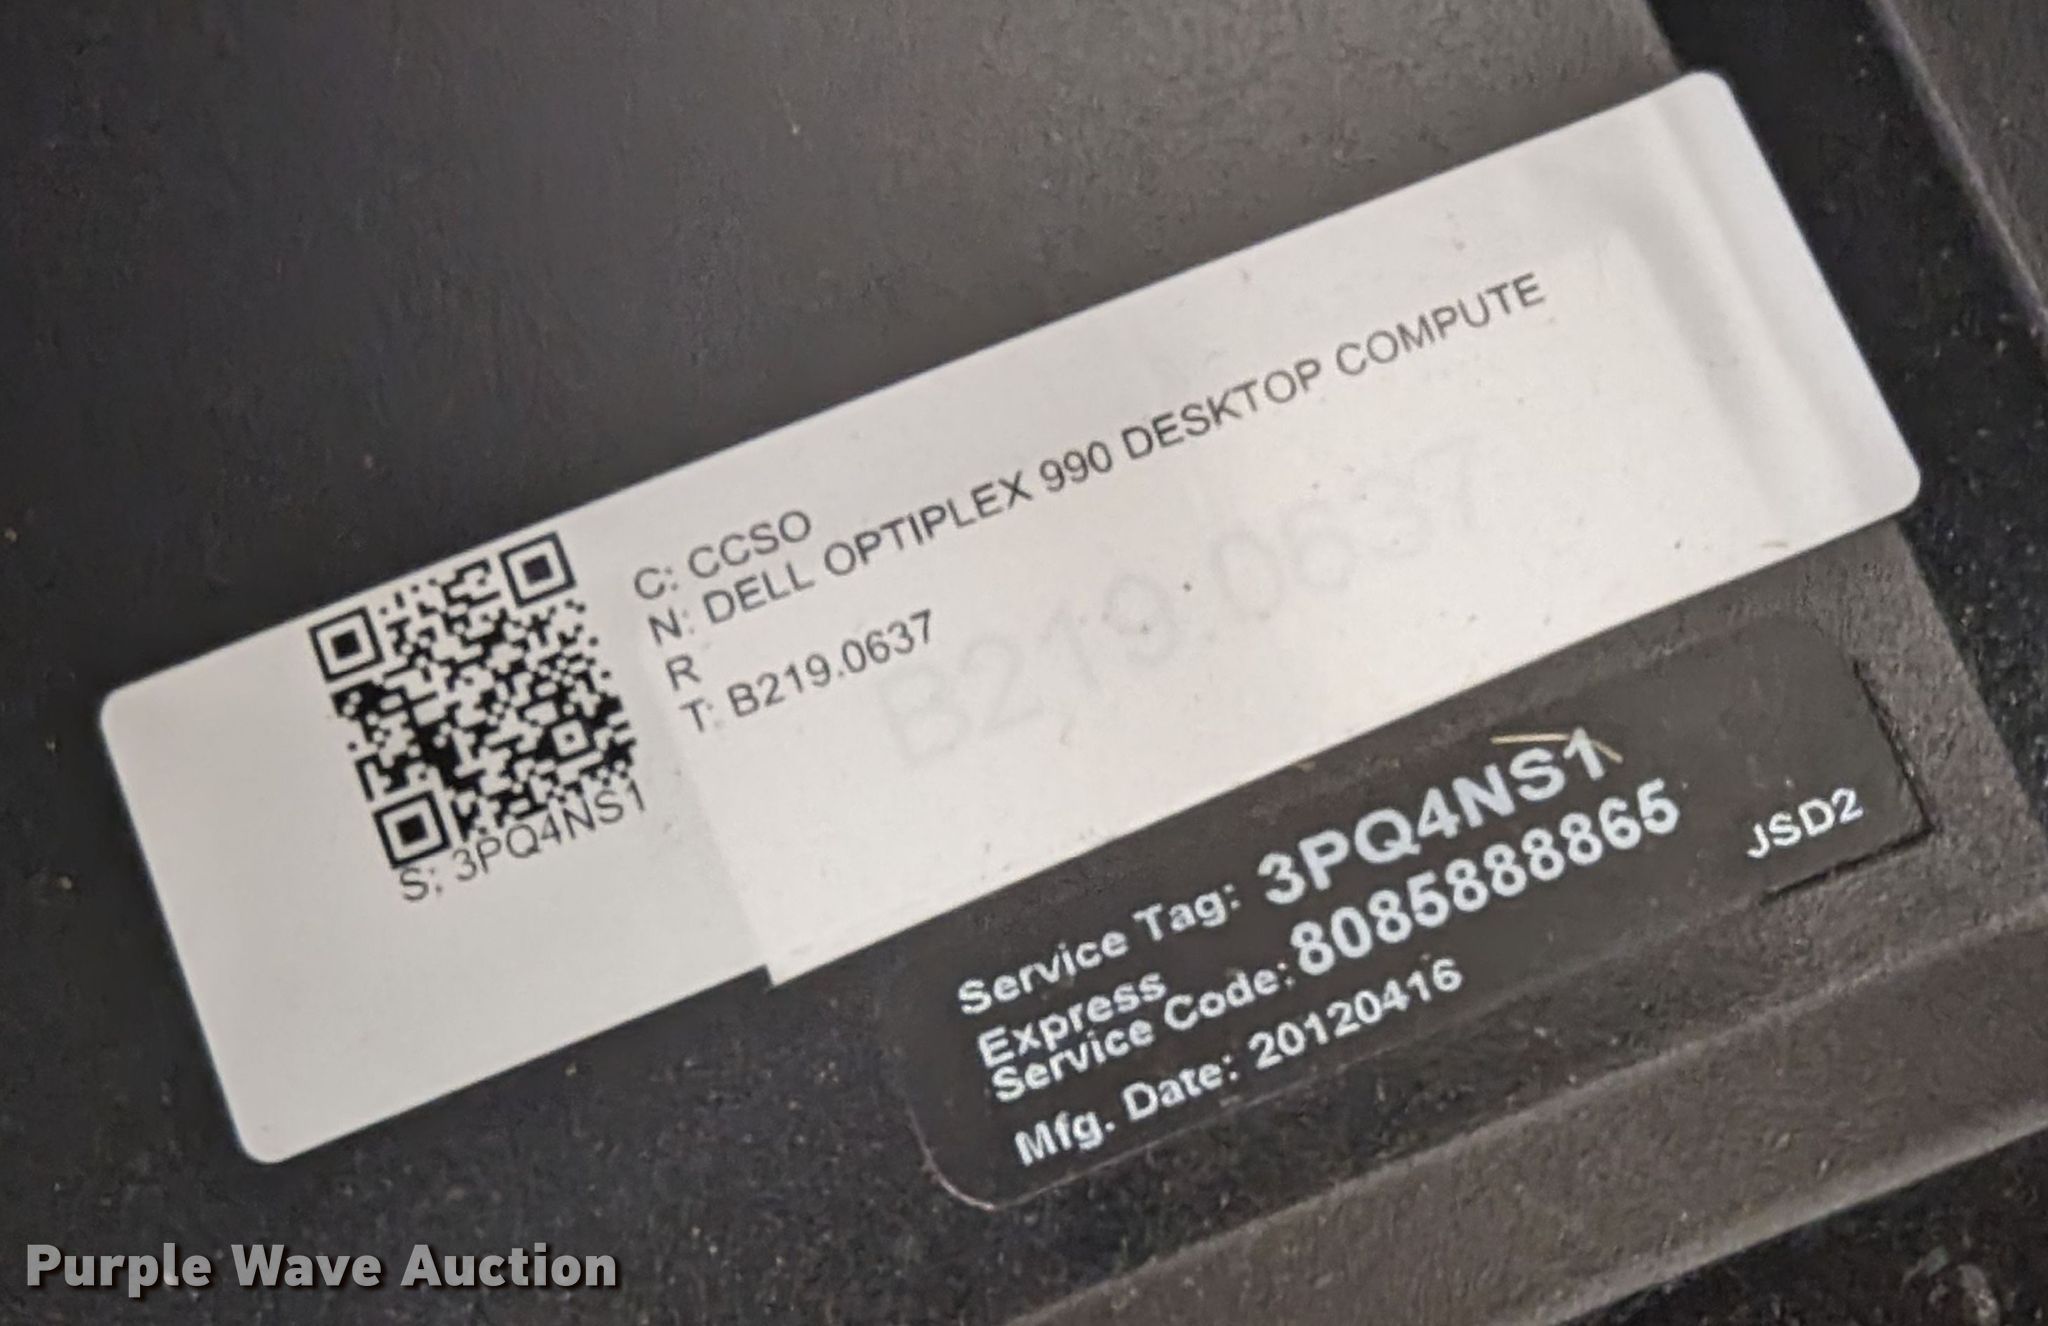 C: CCSO
N: DELL OPTIPLEX 990 DESKTOP COMPUTE
R
T: B219.0637
B219.0637
S: 3PQ4NS1
Service Tag: 3PQ4NS1
Express
Service Code: 8085888865
Mfg. Date: 20120416
JSD2
Purple Wave Auction